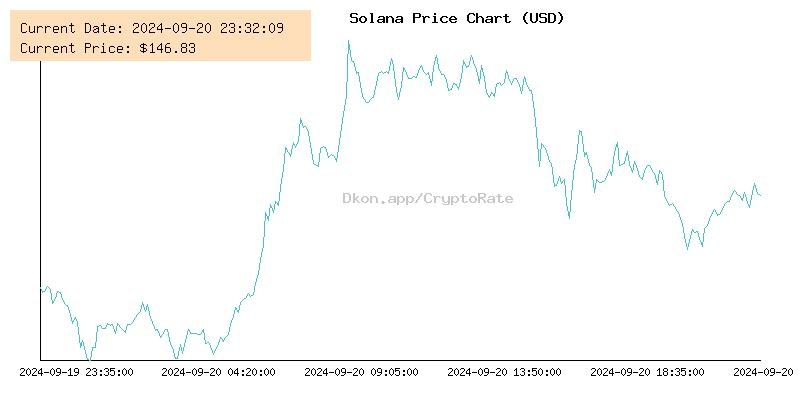 Solana Price Chart (USD)
Current Date: 2024-09-20 23:32:09
Current Price: $146.83
Dkon.app/CryptoRate
2024-09-19 23:35:00 2024-09-20 04:20:00 2024-09-20 09:05:00 2024-09-20 13:50:00 2024-09-20 18:35:00 2024-09-20